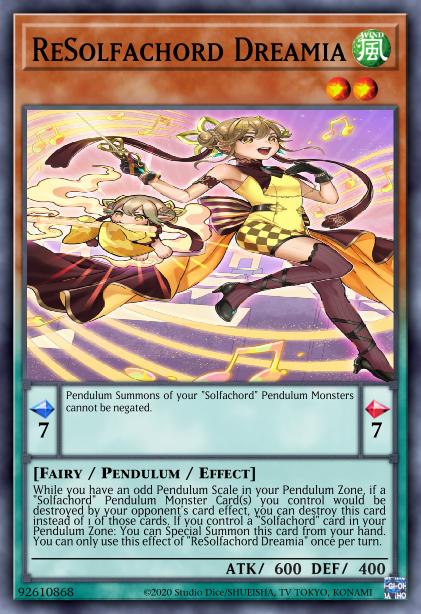 ReSolfachord Dreamia
WIND
風
Pendulum Summons of your "Solfachord" Pendulum Monsters
cannot be negated.
7
7
[Fairy / Pendulum / Effect]
While you have an odd Pendulum Scale in your Pendulum Zone, if a
"Solfachord" Pendulum Monster Card(s) you control would be
destroyed by your opponent's card effect, you can destroy this card
instead of 1 of those cards. If you control a "Solfachord" card in your
Pendulum Zone: You can Special Summon this card from your hand.
You can only use this effect of "ReSolfachord Dreamia" once per turn.
ATK/ 600 DEF/ 400
92610868
©2020 Studio Dice/SHUEISHA, TV TOKYO, KONAMI